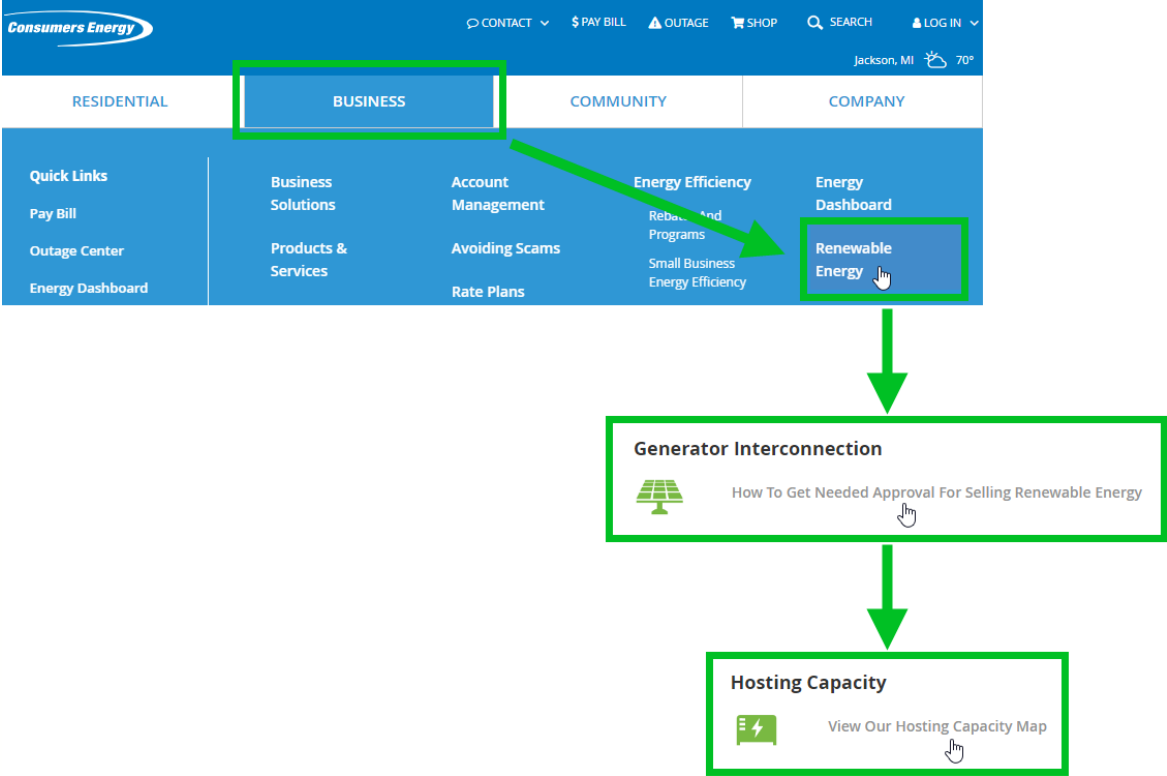 Consumers Energy
CONTACT
$ PAY BILL
OUTAGE
SHOP
SEARCH
LOG IN
Jackson, MI
70°
RESIDENTIAL
BUSINESS
COMMUNITY
COMPANY
Quick Links
Pay Bill
Outage Center
Energy Dashboard
Business
Solutions
Products &
Services
Account
Management
Avoiding Scams
Rate Plans
Energy Efficiency
And
Programs
Small Business
Energy Efficiency
Energy
Dashboard
Renewable
Energy
Generator Interconnection
How To Get Needed Approval For Selling Renewable Energy
Hosting Capacity
View Our Hosting Capacity Map